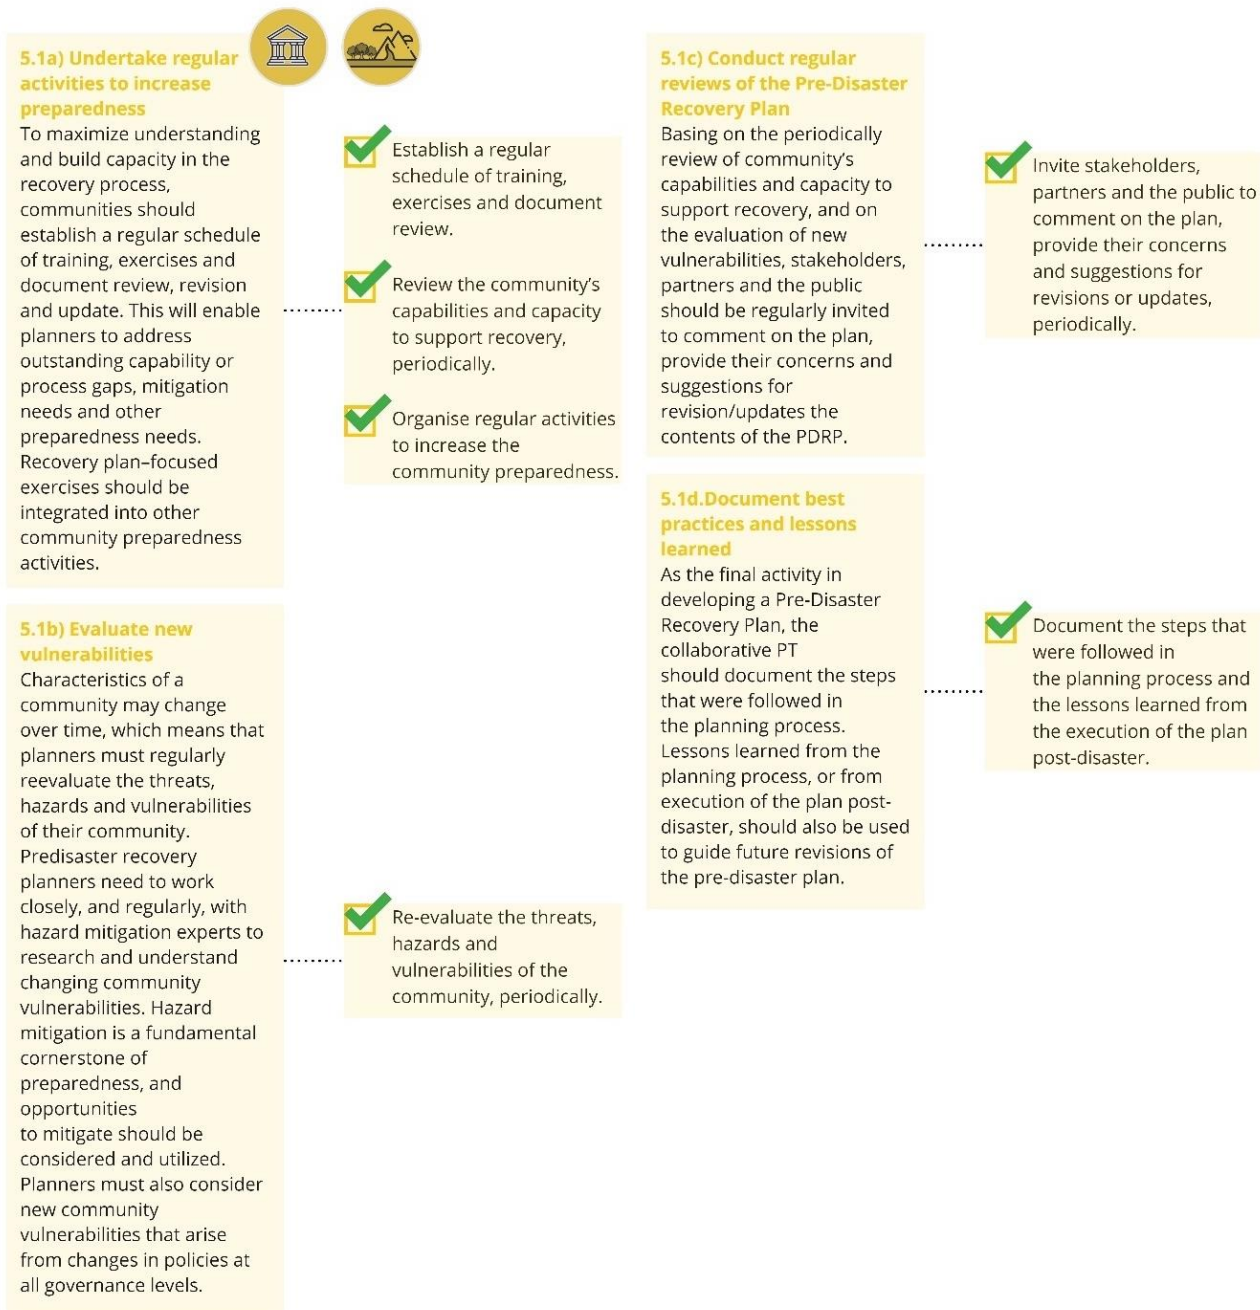 5.1a) Undertake regular
activities to increase
preparedness
To maximize understanding
and build capacity in the
recovery process,
communities should
establish a regular schedule
of training, exercises and
document review, revision
and update. This will enable
planners to address
outstanding capability or
process gaps, mitigation
needs and other
preparedness needs.
Recovery plan–focused
exercises should be
integrated into other
community preparedness
activities.
Establish a regular
schedule of training,
exercises and document
review.
Review the community’s
capabilities and capacity
to support recovery,
periodically.
Organise regular activities
to increase the
community preparedness.
5.1b) Evaluate new
vulnerabilities
Characteristics of a
community may change
over time, which means that
planners must regularly
reevaluate the threats,
hazards and vulnerabilities
of their community.
Predisaster recovery
planners need to work
closely, and regularly, with
hazard mitigation experts to
research and understand
changing community
vulnerabilities. Hazard
mitigation is a fundamental
cornerstone of
preparedness, and
opportunities
to mitigate should be
considered and utilized.
Planners must also consider
new community
vulnerabilities that arise
from changes in policies at
all governance levels.
Re-evaluate the threats,
hazards and
vulnerabilities of the
community, periodically.
5.1c) Conduct regular
reviews of the Pre-Disaster
Recovery Plan
Basing on the periodically
review of community’s
capabilities and capacity to
support recovery, and on
the evaluation of new
vulnerabilities, stakeholders,
partners and the public
should be regularly invited
to comment on the plan,
provide their concerns and
suggestions for
revision/updates the
contents of the PDRP.
Invite stakeholders,
partners and the public to
comment on the plan,
provide their concerns
and suggestions for
revisions or updates,
periodically.
5.1d.Document best
practices and lessons
learned
As the final activity in
developing a Pre-Disaster
Recovery Plan, the
collaborative PT
should document the steps
that were followed in
the planning process.
Lessons learned from the
planning process, or from
execution of the plan post-
disaster, should also be used
to guide future revisions of
the pre-disaster plan.
Document the steps that
were followed in
the planning process and
the lessons learned from
the execution of the plan
post-disaster.